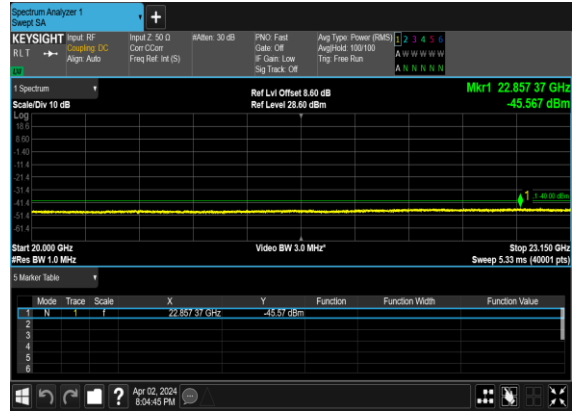 Spectrum Analyzer 1
Swept SA
+
KEYSIGHT Input: RF Input Z: 50 Ω #Atten: 30 dB PNO: Fast Avg Type: Power (RMS) 1 2 3 4 5 6
RLT Coupling: DC Corr CCorr Gate: Off Avg|Hold: 100/100 A W W W W W
Align: Auto Freq Ref: Int (S) IF Gain: Low Trig: Free Run
Sig Track: Off A N N N N N
1 Spectrum Ref Lvl Offset 8.60 dB Mkr1 22.857 37 GHz
Scale/Div 10 dB Ref Level 28.60 dBm -45.567 dBm
Log
18.6
8.60
-1.40
-11.4
-21.4
-31.4
1 -40.00 dBm
-41.4
-51.4
-61.4
Start 20.000 GHz Video BW 3.0 MHz* Stop 23.150 GHz
#Res BW 1.0 MHz Sweep 5.33 ms (40001 pts)
5 Marker Table
Mode Trace Scale X Y Function Function Width Function Value
1 N 1 f 22.857 37 GHz -45.57 dBm
2
3
4
5
6
? Apr 02, 2024
8:04:45 PM